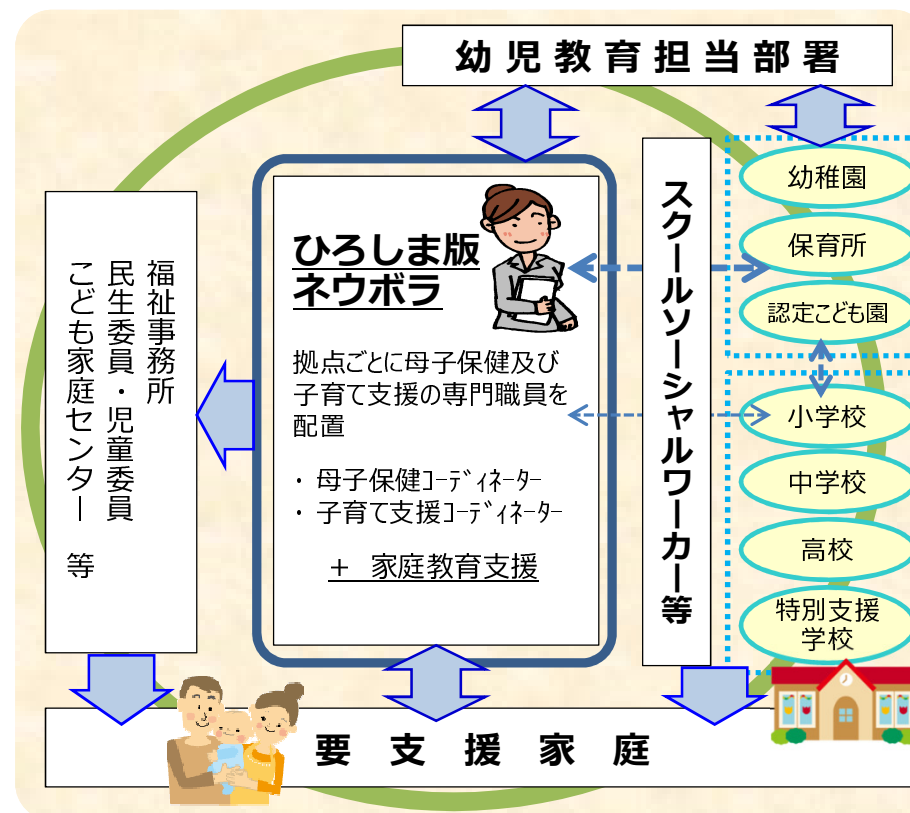 幼児教育担当部署
福祉事務所
民生委員・児童委員
こども家庭センター 等
ひろしま版
ネウボラ
拠点ごとに母子保健及び
子育て支援の専門職員を
配置
・母子保健ｺｰﾃﾞｨﾈｰﾀｰ
・子育て支援ｺｰﾃﾞｨﾈｰﾀｰ
+ 家庭教育支援
スクールソーシャルワーカー等
幼稚園
保育所
認定こども園
小学校
中学校
高校
特別支援
学校
要支援家庭